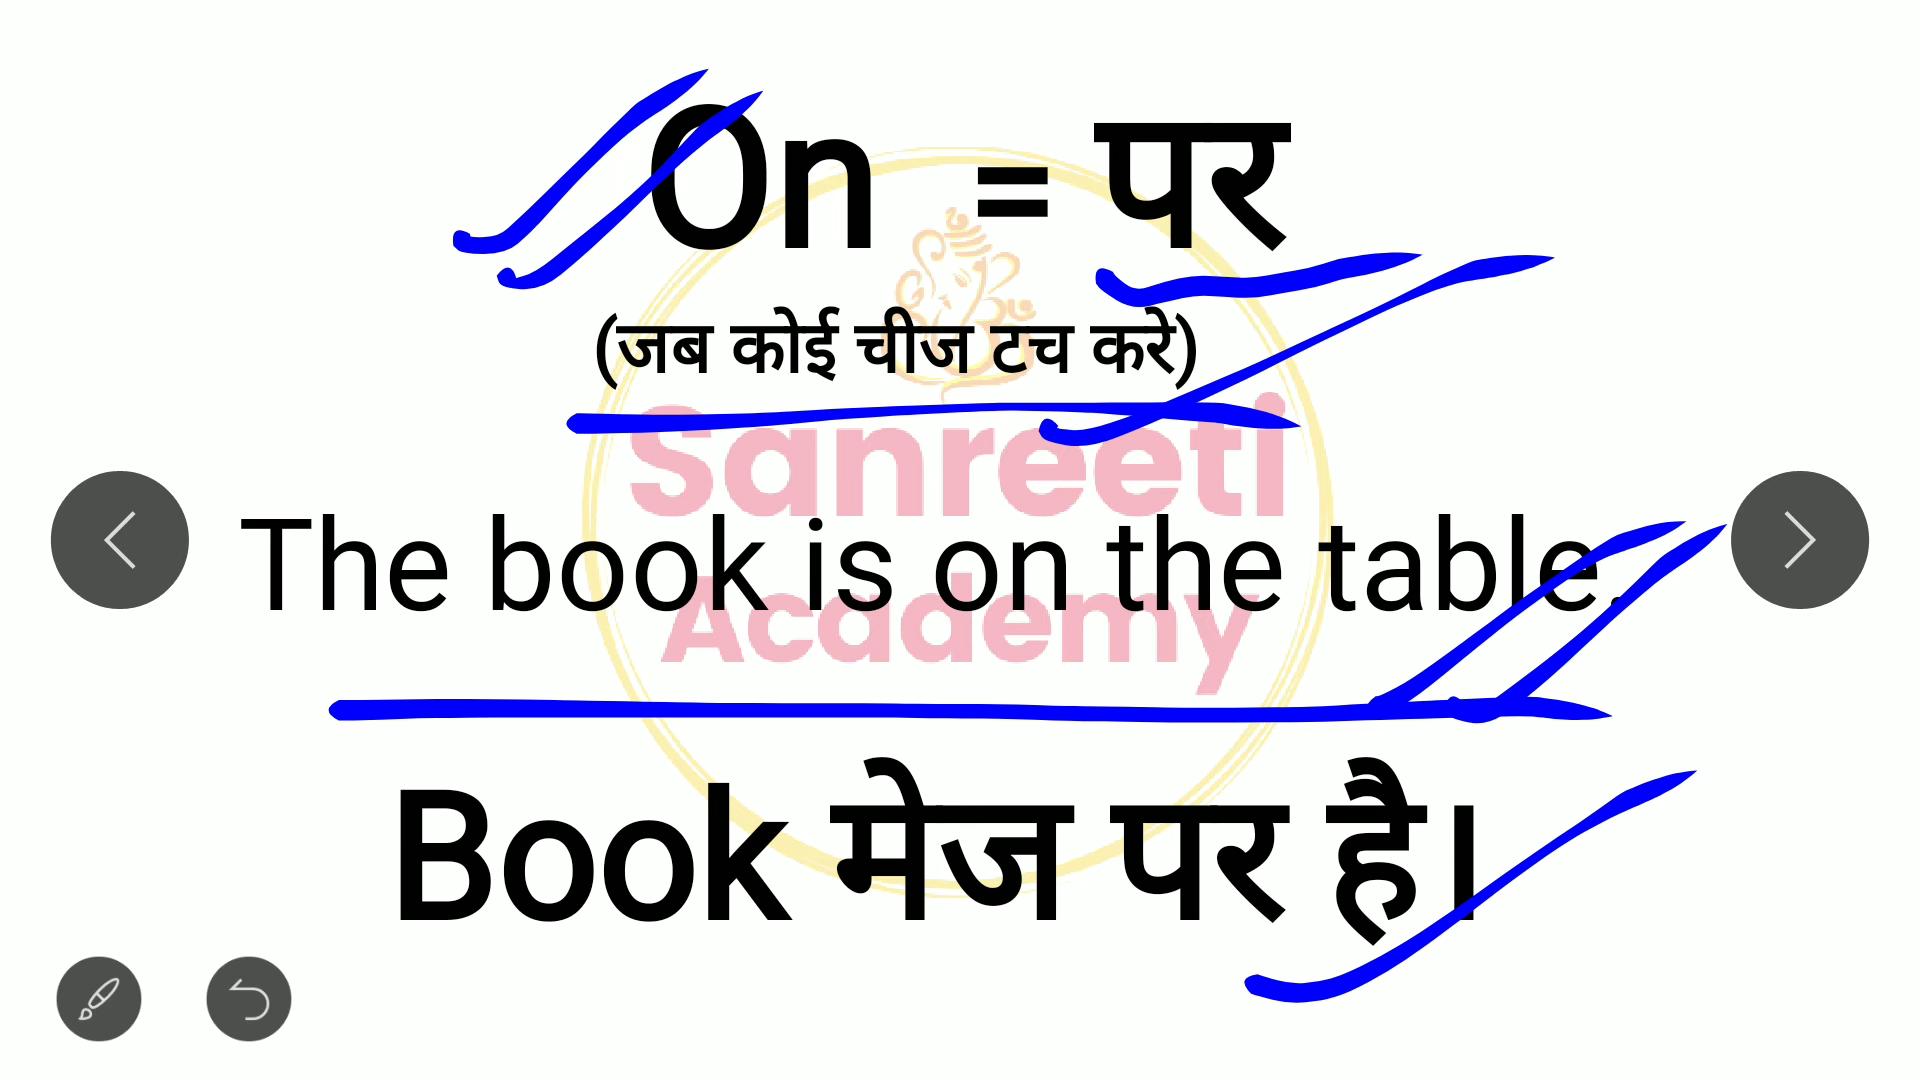 On = पर
(जब कोई चीज टच करे)
Sanreeti
The book is on the table.
Academy
Book मेज पर है।